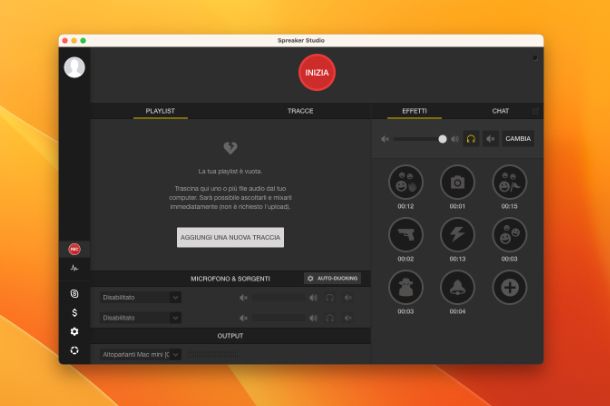 Spreaker Studio
INIZIA
PLAYLIST
TRACCE
EFFETTI
CHAT
La tua playlist è vuota.
Trascina qui uno o più file audio dal tuo
computer. Sarà possibile ascoltarli e mixarli
immediatamente (non è richiesto l'upload).
AGGIUNGI UNA NUOVA TRACCIA
CAMBIA
00:12
00:01
00:15
00:02
00:13
00:03
00:03
00:04
REC
MICROFONO & SORGENTI
AUTO-DUCKING
Disabilitato
Disabilitato
OUTPUT
Altoparlanti Mac mini